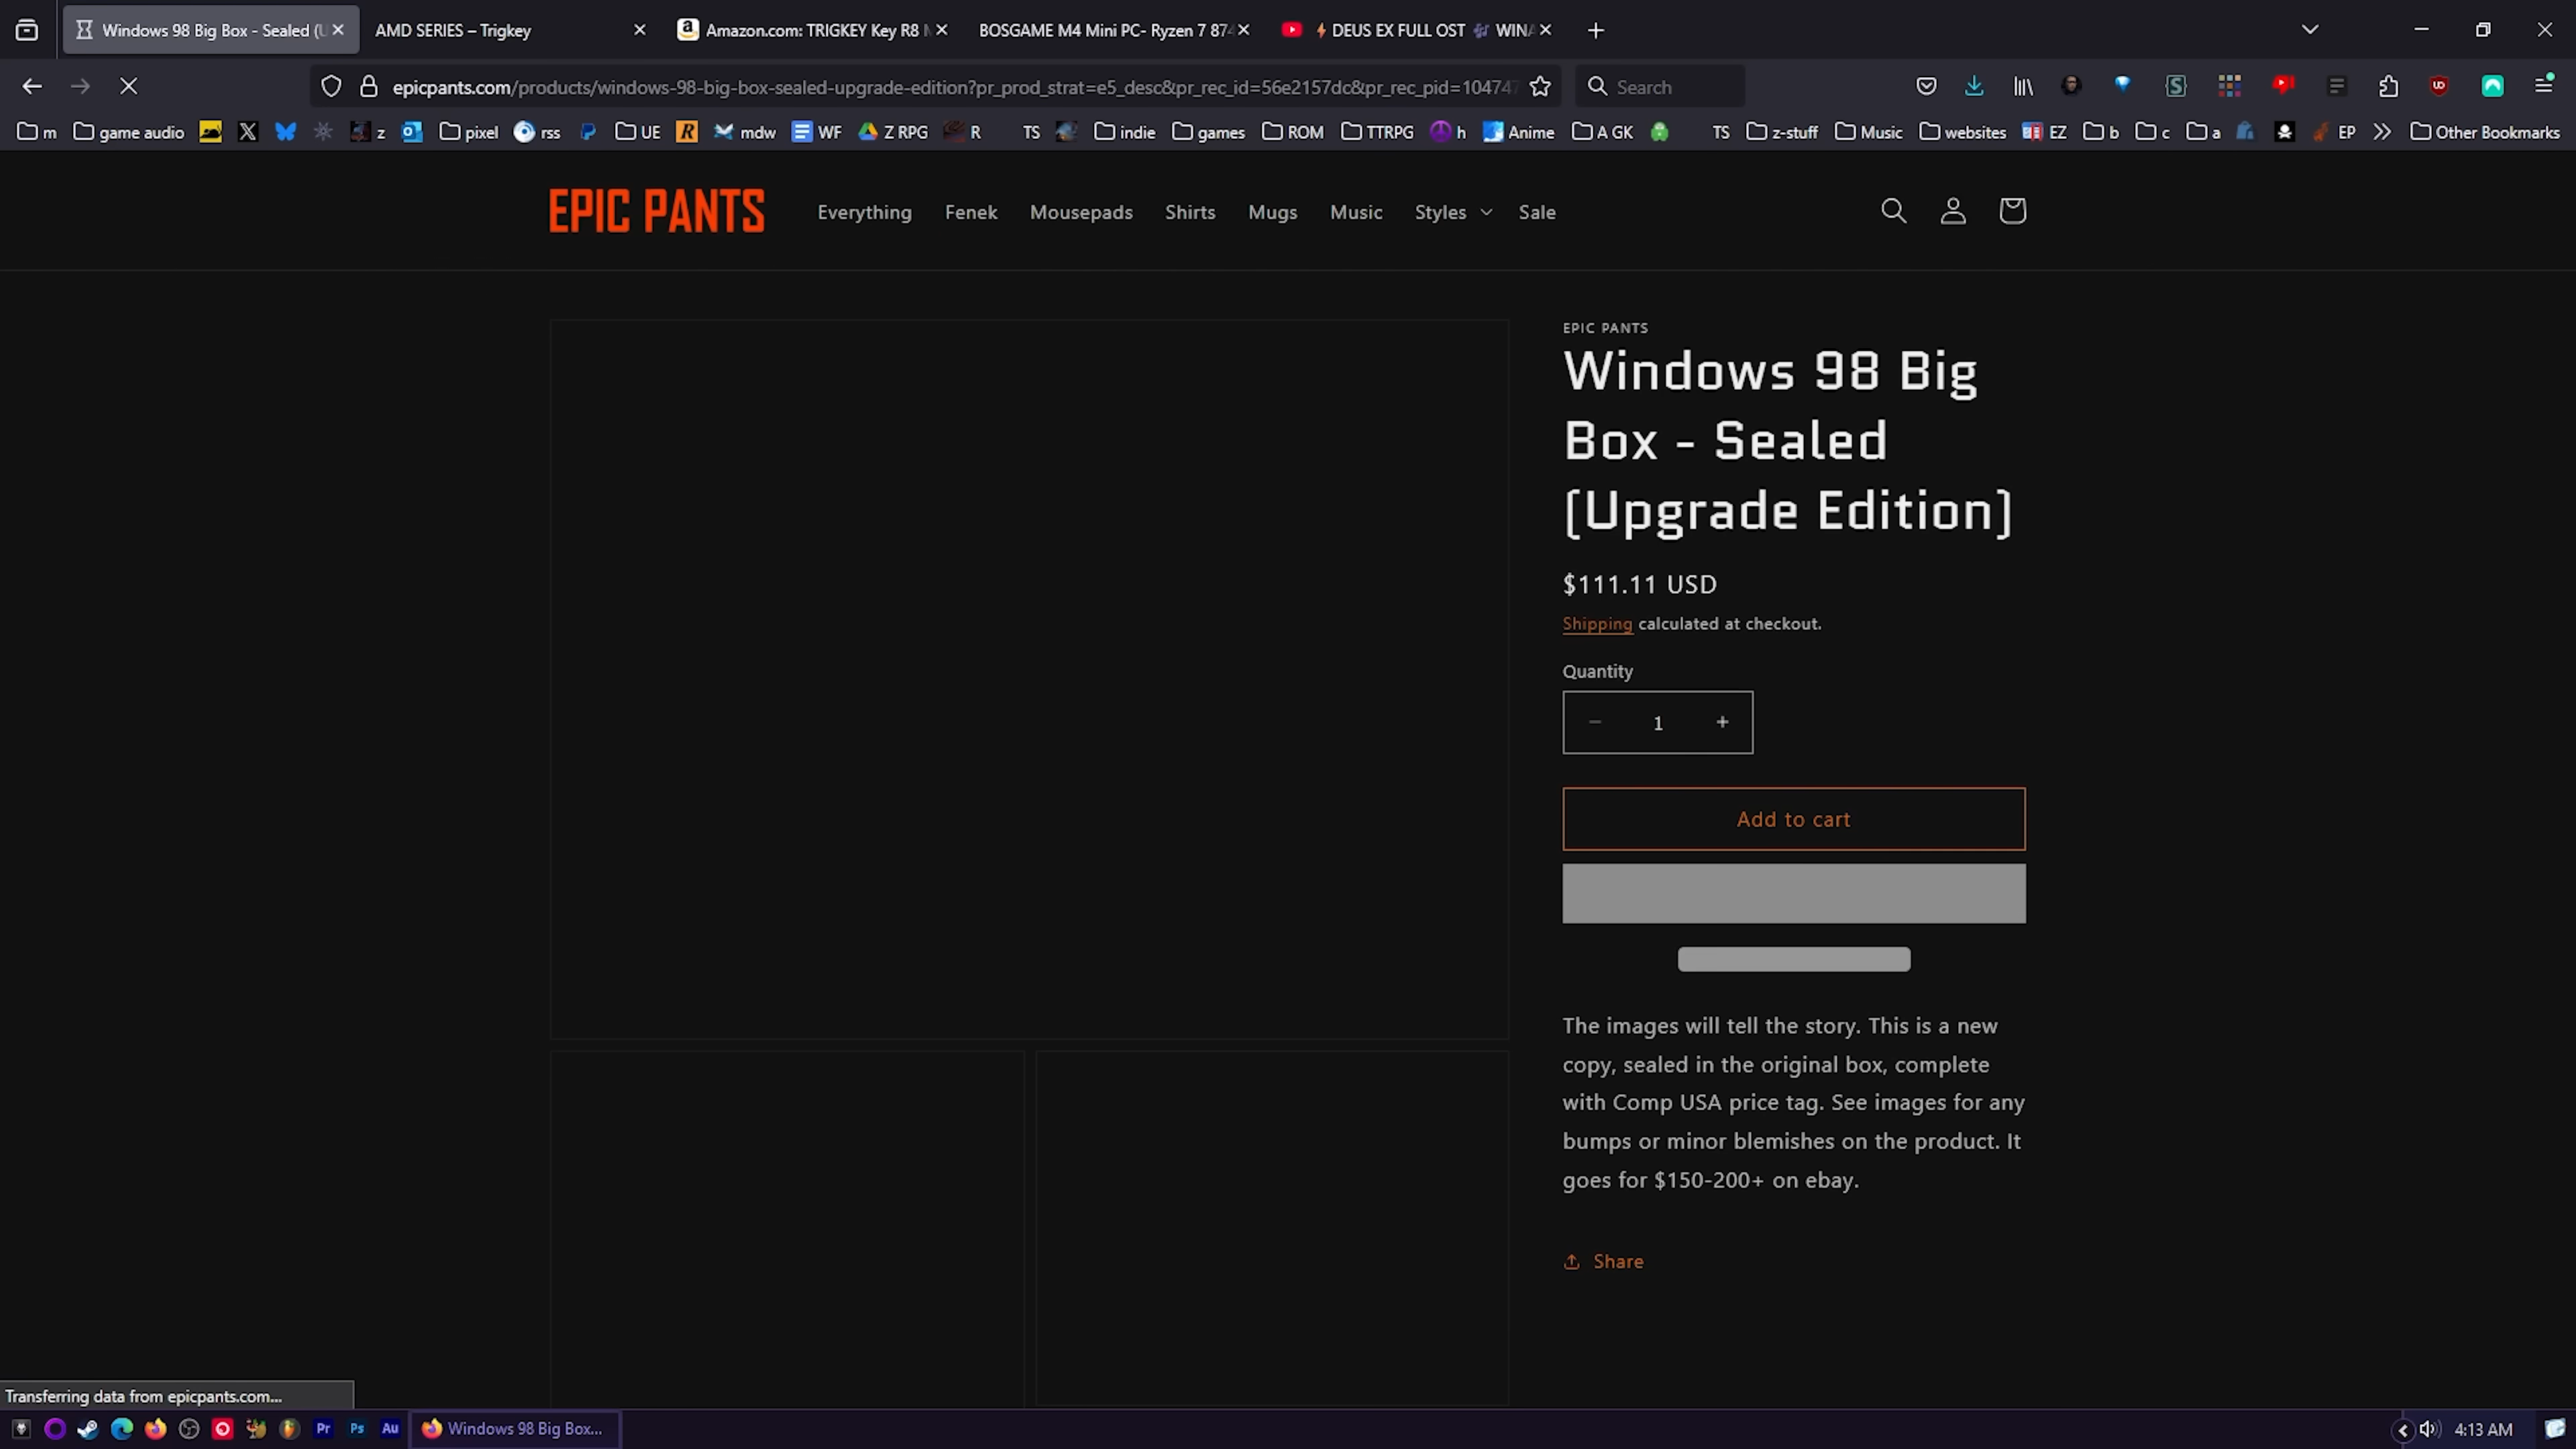 Windows 98 Big Box - Sealed (U
AMD SERIES – Trigkey
Amazon.com: TRIGKEY Key R8 M
BOSGAME M4 Mini PC- Ryzen 7 874
DEUS EX FULL OST 🎶 WINA
epicpants.com/products/windows-98-big-box-sealed-upgrade-edition?pr_prod_strat=e5_desc&pr_rec_id=56e2157dc&pr_rec_pid=104747
Search
m
game audio
z
pixel
rss
UE
mdw
WF
Z RPG
R
TS
indie
games
ROM
TTRPG
h
Anime
A GK
TS
z-stuff
Music
websites
EZ
b
c
a
EP
Other Bookmarks
EPIC PANTS
Everything
Fenek
Mousepads
Shirts
Mugs
Music
Styles
Sale
EPIC PANTS
Windows 98 Big
Box - Sealed
(Upgrade Edition)
$111.11 USD
Shipping calculated at checkout.
Quantity
− 1 +
Add to cart
The images will tell the story. This is a new
copy, sealed in the original box, complete
with Comp USA price tag. See images for any
bumps or minor blemishes on the product. It
goes for $150-200+ on ebay.
Share
Transferring data from epicpants.com...
Pr
Ps
Au
Windows 98 Big Box...
4:13 AM